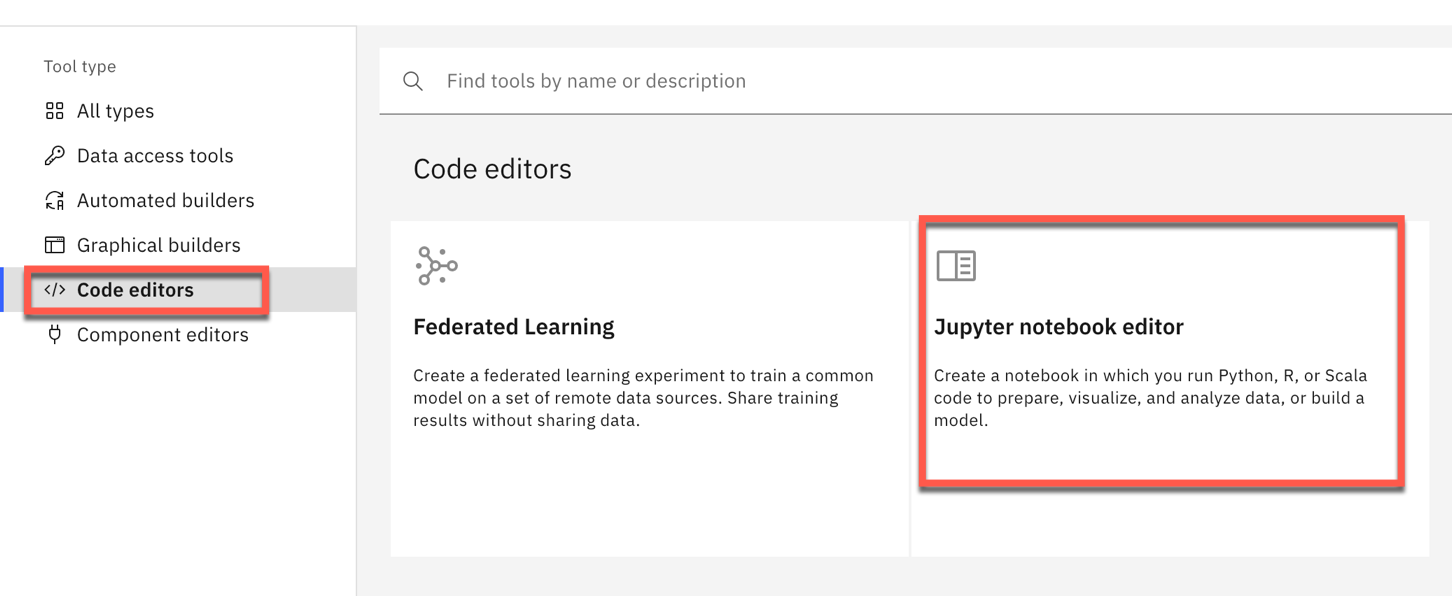 Tool type
All types
Data access tools
Automated builders
Graphical builders
Code editors
Component editors
Find tools by name or description
Code editors
Federated Learning
Create a federated learning experiment to train a common
model on a set of remote data sources. Share training
results without sharing data.
Jupyter notebook editor
Create a notebook in which you run Python, R, or Scala
code to prepare, visualize, and analyze data, or build a
model.